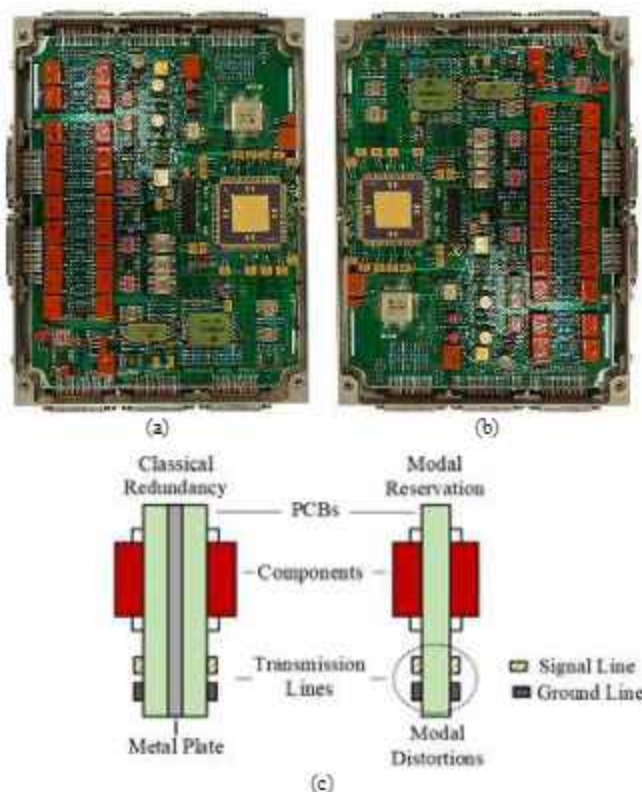 (a)
(b)
Classical
Redundancy
Modal
Reservation
PCBs
Components
Transmission
Lines
Signal Line
Ground Line
Metal Plate
Modal
Distortions
(c)